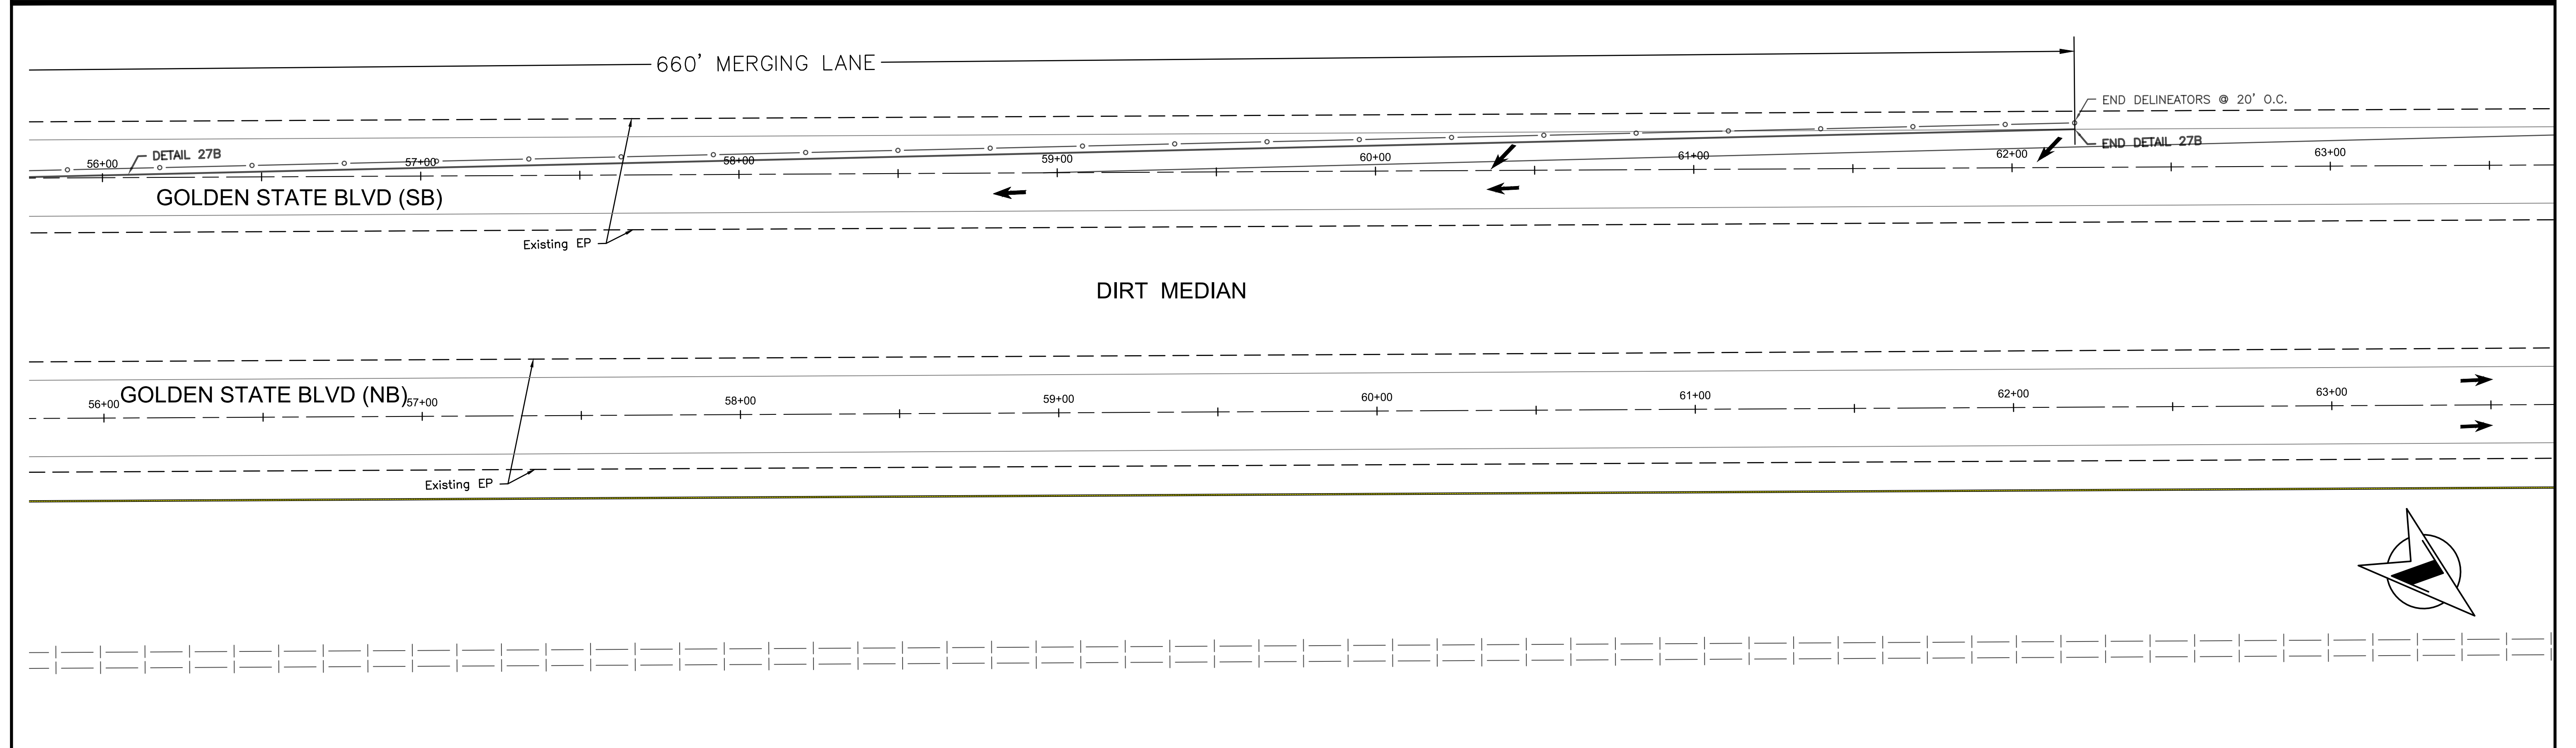 660' MERGING LANE
END DELINEATORS @ 20' O.C.
END DETAIL 27B
DETAIL 27B
56+00
57+00
58+00
59+00
60+00
61+00
62+00
63+00
GOLDEN STATE BLVD (SB)
Existing EP
DIRT MEDIAN
GOLDEN STATE BLVD (NB)
56+00
57+00
58+00
59+00
60+00
61+00
62+00
63+00
Existing EP